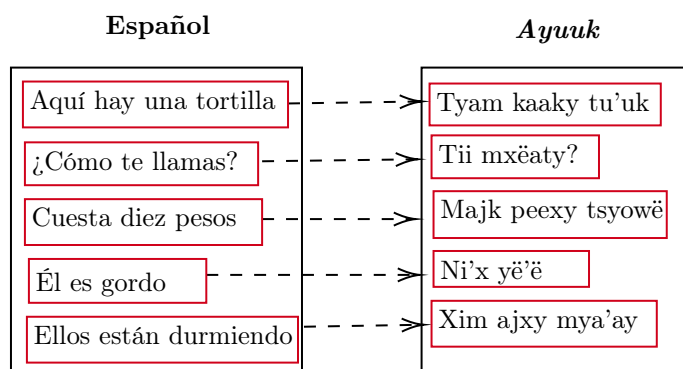 Español
Ayuuk
Aquí hay una tortilla
Tyam kaaky tu'uk
¿Cómo te llamas?
Tii mxëaty?
Cuesta diez pesos
Majk peexy tsyowë
Él es gordo
Ni'x yë'ë
Ellos están durmiendo
Xim ajxy mya'ay